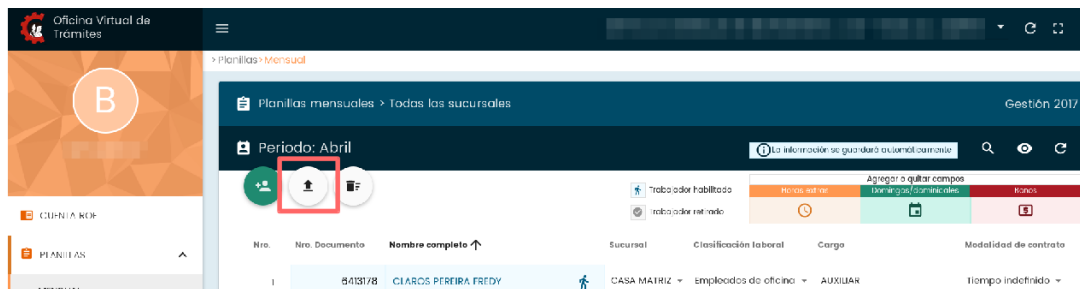 Oficina Virtual de
Trámites
> Planillas > Mensual
B
Planillas mensuales > Todas las sucursales
Gestión 2017
Periodo: Abril
La información se guardará automáticamente
Agregar o quitar campos
Trabajador habilitado
Horas extras
Domingos/dominicales
Bonos
Trabajador retirado
CUENTA ROE
PLANILLAS
Nro.
Nro. Documento
Nombre completo
Sucursal
Clasificación laboral
Cargo
Modalidad de contrato
1
6413178
CLAROS PEREIRA FREDY
CASA MATRIZ
Empleados de oficina
AUXILIAR
Tiempo indefinido